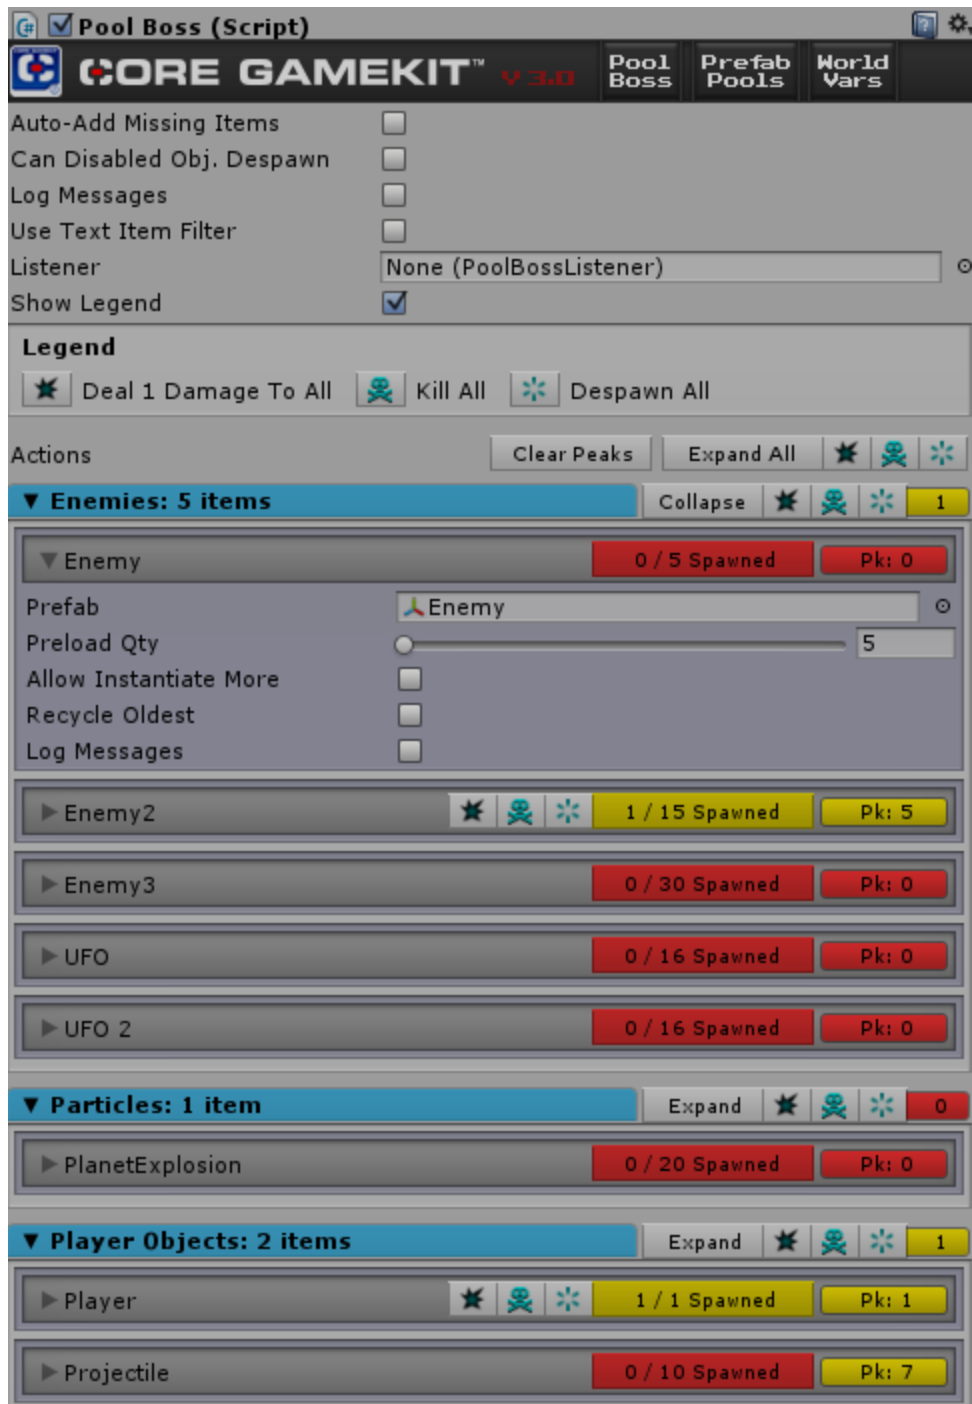 Pool Boss (Script)
CORE GAMEKIT™ V 3.0 Pool Boss Prefab Pools World Vars
Auto-Add Missing Items
Can Disabled Obj. Despawn
Log Messages
Use Text Item Filter
Listener None (PoolBossListener)
Show Legend
Legend
Deal 1 Damage To All Kill All Despawn All
Actions Clear Peaks Expand All
▼ Enemies: 5 items Collapse 1
Enemy 0 / 5 Spawned Pk: 0
Prefab Enemy
Preload Qty 5
Allow Instantiate More
Recycle Oldest
Log Messages
Enemy2 1 / 15 Spawned Pk: 5
Enemy3 0 / 30 Spawned Pk: 0
UFO 0 / 16 Spawned Pk: 0
UFO 2 0 / 16 Spawned Pk: 0
▼ Particles: 1 item Expand 0
PlanetExplosion 0 / 20 Spawned Pk: 0
▼ Player Objects: 2 items Expand 1
Player 1 / 1 Spawned Pk: 1
Projectile 0 / 10 Spawned Pk: 7